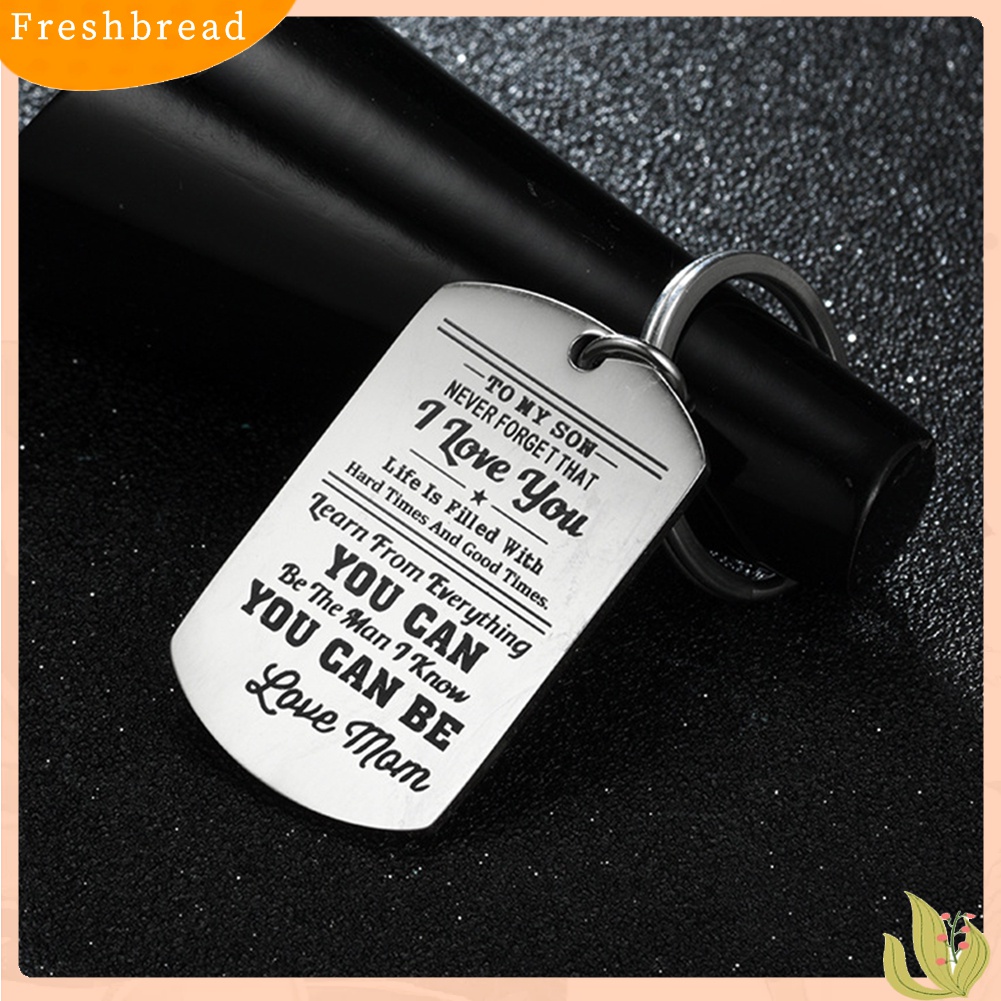 Freshbread
TO MY SON
NEVER FORGET THAT
I Love You
Life Is Filled With
Hard Times And Good Times.
Learn From Everything
YOU CAN
Be The Man I Know
YOU CAN BE
Love Mom